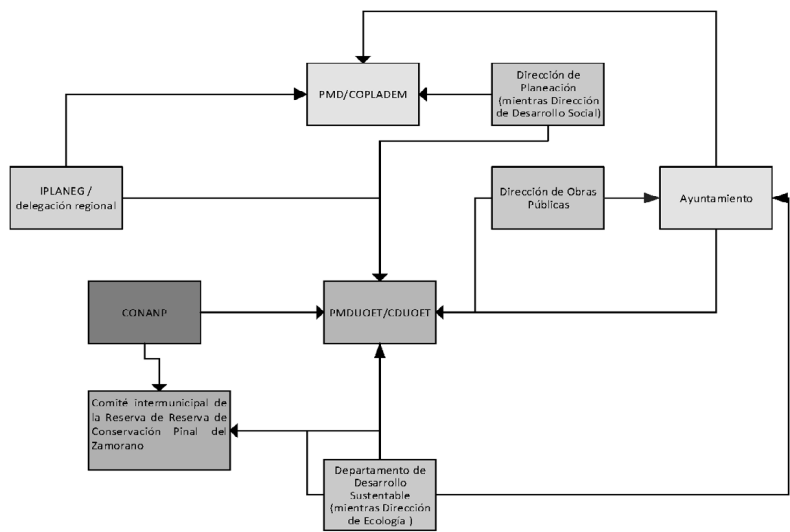 PMD/COPLADEM
Dirección de
Planeación
(mientras Dirección
de Desarrollo Social)
IPLANEG /
delegación regional
Dirección de Obras
Públicas
Ayuntamiento
CONANP
PMDUOET/CDUOET
Comité intermunicipal de
la Reserva de Reserva de
Conservación Pinal del
Zamorano
Departamento de
Desarrollo
Sustentable
(mientras Dirección
de Ecología )